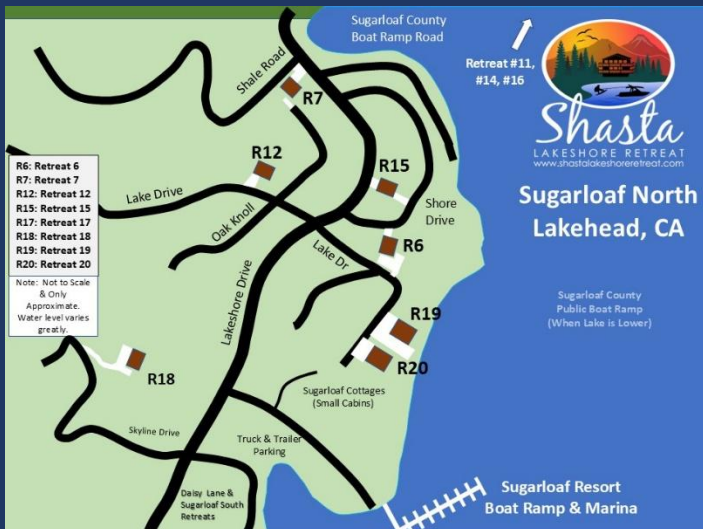 Sugarloaf County
Boat Ramp Road
Retreat #11,
#14, #16
Shasta
LAKESHORE RETREAT
www.shastalakeshoreretreat.com
Sugarloaf North
Lakehead, CA
Shale Road
R7
R12
R15
R6: Retreat 6
R7: Retreat 7
R12: Retreat 12
R15: Retreat 15
R17: Retreat 17
R18: Retreat 18
R19: Retreat 19
R20: Retreat 20
Note: Not to Scale
& Only
Approximate.
Water level varies
greatly.
Lake Drive
Oak Knoll
Shore
Drive
R6
Lake Dr
Lakeshore Drive
Sugarloaf County
Public Boat Ramp
(When Lake is Lower)
R19
R20
R18
Sugarloaf Cottages
(Small Cabins)
Skyline Drive
Truck & Trailer
Parking
Daisy Lane &
Sugarloaf South
Retreats
Sugarloaf Resort
Boat Ramp & Marina